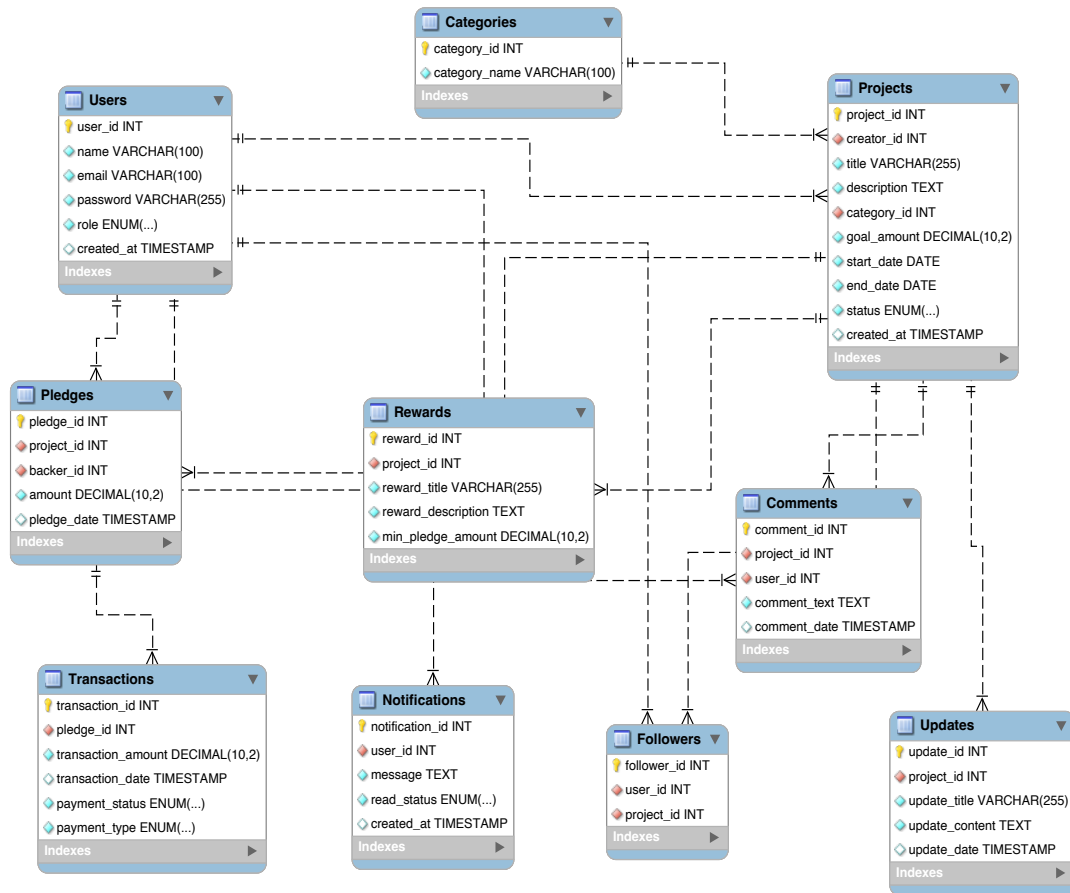 Categories
category_id INT
category_name VARCHAR(100)
Indexes
Users
user_id INT
name VARCHAR(100)
email VARCHAR(100)
password VARCHAR(255)
role ENUM(...)
created_at TIMESTAMP
Indexes
Projects
project_id INT
creator_id INT
title VARCHAR(255)
description TEXT
category_id INT
goal_amount DECIMAL(10,2)
start_date DATE
end_date DATE
status ENUM(...)
created_at TIMESTAMP
Indexes
Pledges
pledge_id INT
project_id INT
backer_id INT
amount DECIMAL(10,2)
pledge_date TIMESTAMP
Indexes
Rewards
reward_id INT
project_id INT
reward_title VARCHAR(255)
reward_description TEXT
min_pledge_amount DECIMAL(10,2)
Indexes
Comments
comment_id INT
project_id INT
user_id INT
comment_text TEXT
comment_date TIMESTAMP
Indexes
Transactions
transaction_id INT
pledge_id INT
transaction_amount DECIMAL(10,2)
transaction_date TIMESTAMP
payment_status ENUM(...)
payment_type ENUM(...)
Indexes
Notifications
notification_id INT
user_id INT
message TEXT
read_status ENUM(...)
created_at TIMESTAMP
Indexes
Followers
follower_id INT
user_id INT
project_id INT
Indexes
Updates
update_id INT
project_id INT
update_title VARCHAR(255)
update_content TEXT
update_date TIMESTAMP
Indexes